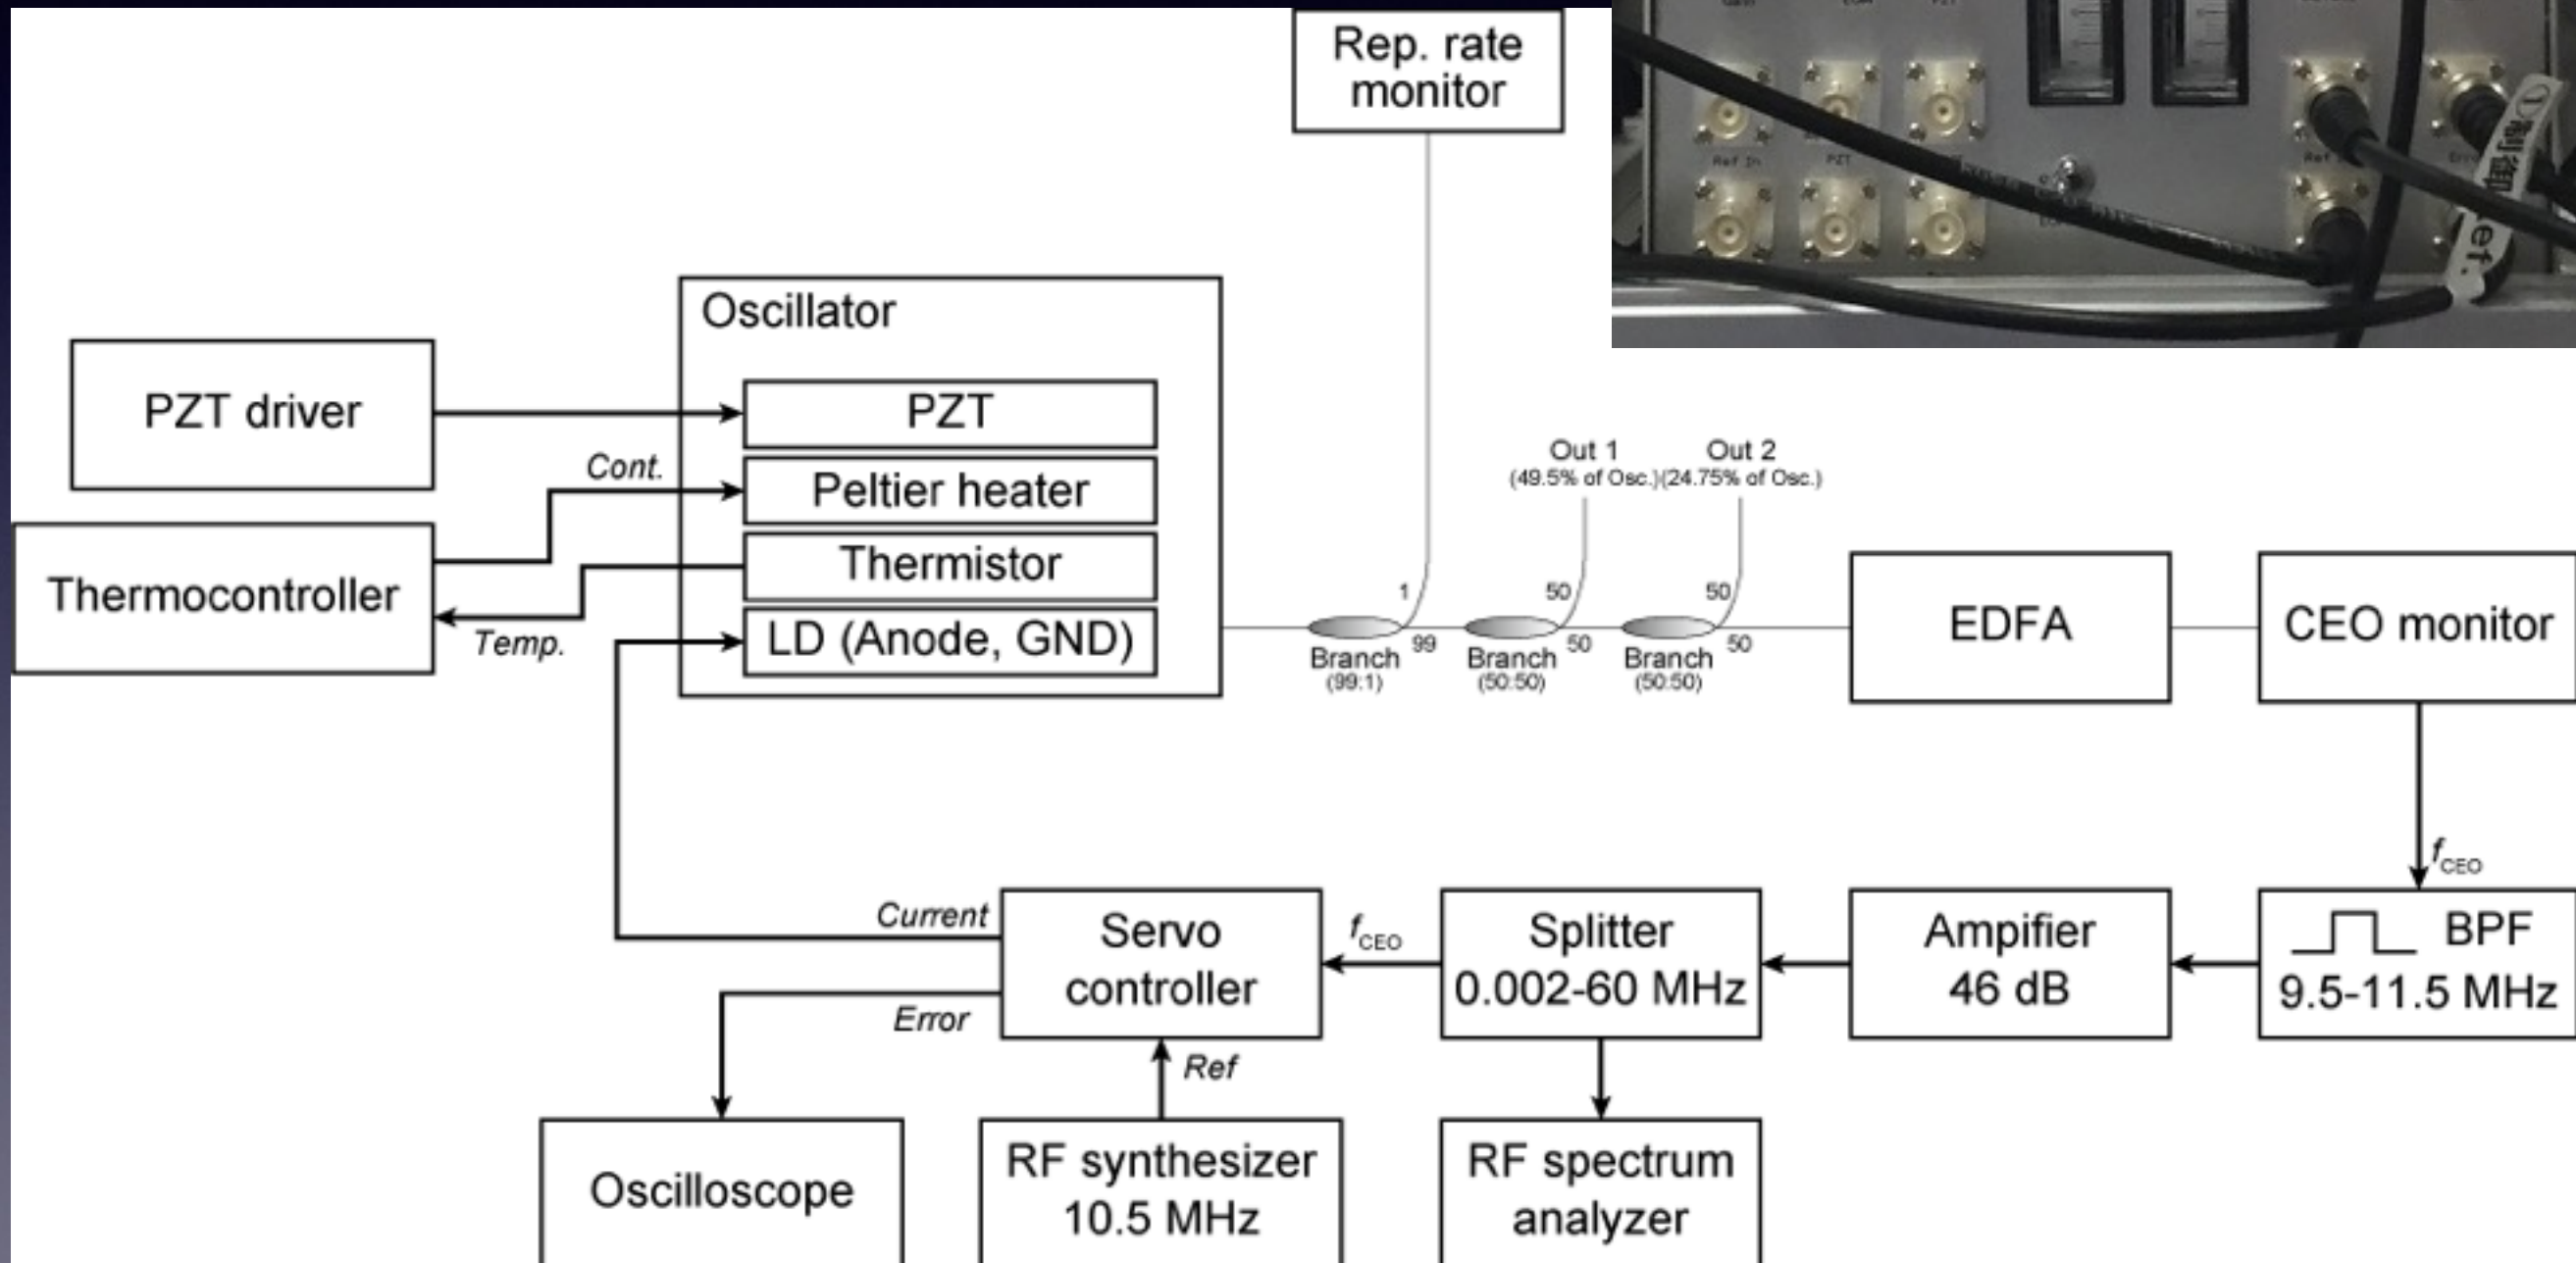 Rep. rate
monitor
Ref In
PZT
①制御
ef.
Oscillator
PZT driver
PZT
Cont.
Peltier heater
Thermocontroller
Thermistor
Temp.
LD (Anode, GND)
Out 1
(49.5% of Osc.)
Out 2
(24.75% of Osc.)
1
99
Branch
(99:1)
50
50
Branch
(50:50)
50
50
Branch
(50:50)
EDFA
CEO monitor
fCEO
BPF
9.5-11.5 MHz
Ampifier
46 dB
Splitter
0.002-60 MHz
fCEO
Servo
controller
Current
Error
Ref
Oscilloscope
RF synthesizer
10.5 MHz
RF spectrum
analyzer